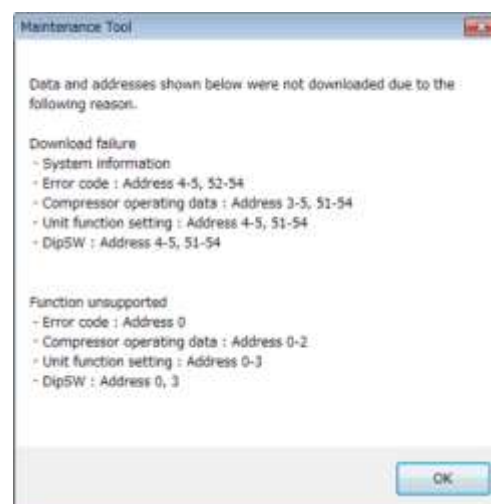 Maintenance Tool
Data and addresses shown below were not downloaded due to the
following reason.
Download failure
- System information
- Error code : Address 4-5, 52-54
- Compressor operating data : Address 3-5, 51-54
- Unit function setting : Address 4-5, 51-54
- DipSW : Address 4-5, 51-54
Function unsupported
- Error code : Address 0
- Compressor operating data : Address 0-2
- Unit function setting : Address 0-3
- DipSW : Address 0, 3
OK